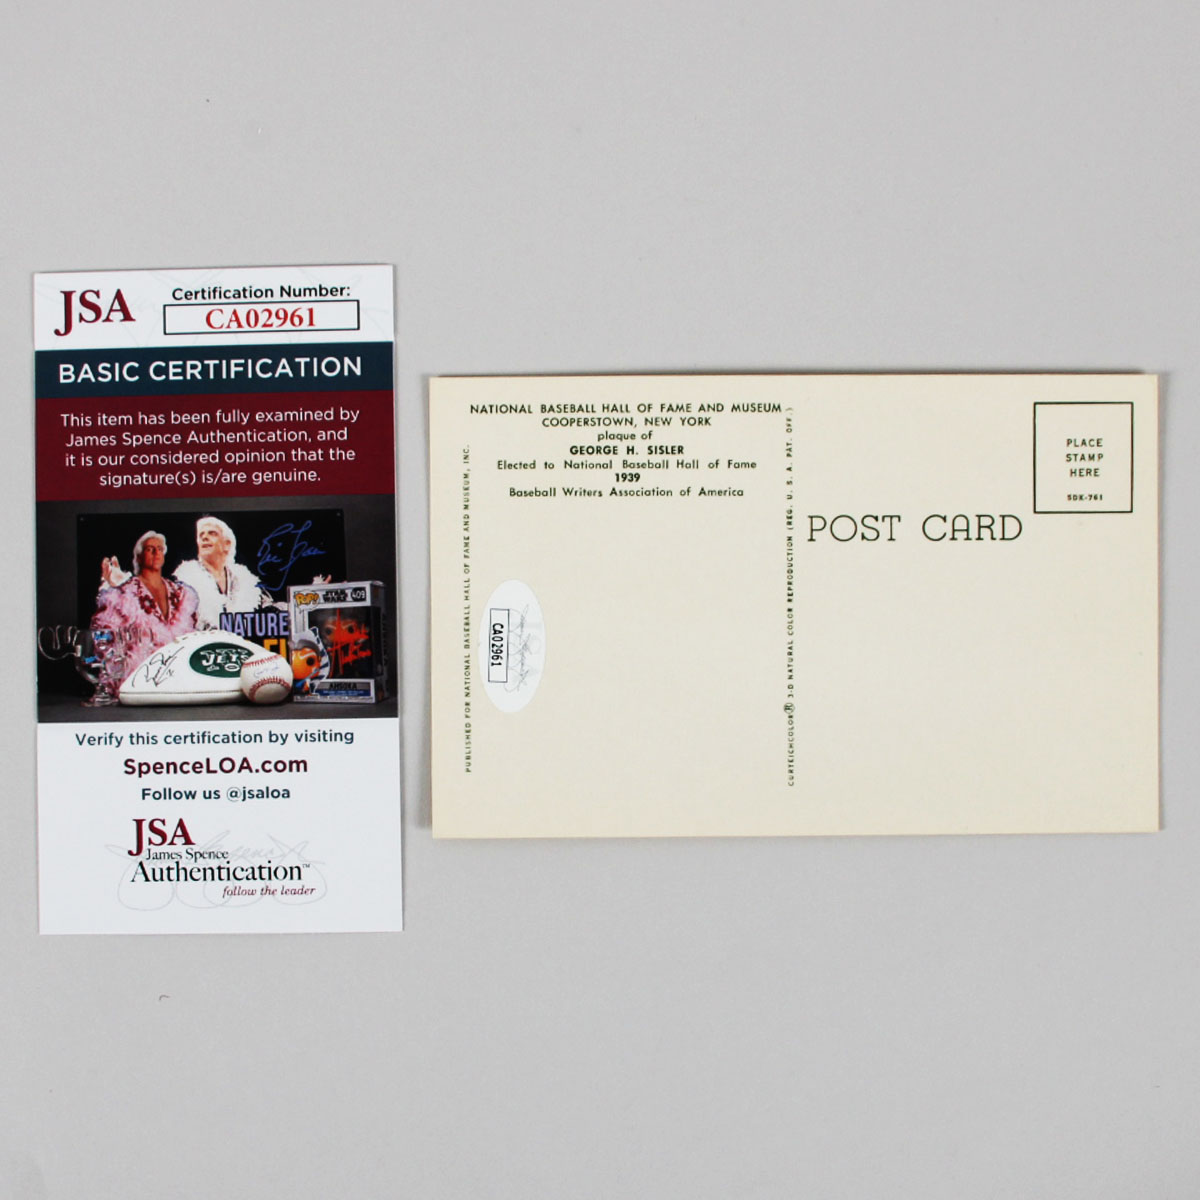 JSA
Certification Number:
CA02961
BASIC CERTIFICATION
This item has been fully examined by
James Spence Authentication, and
it is our considered opinion that the
signature(s) is/are genuine.
NATURE
409
JETS
Verify this certification by visiting
SpenceLOA.com
Follow us @jsaloa
JSA
James Spence
Authentication™
follow the leader
NATIONAL BASEBALL HALL OF FAME AND MUSEUM
COOPERSTOWN, NEW YORK
plaque of
GEORGE H. SISLER
Elected to National Baseball Hall of Fame
1939
Baseball Writers Association of America
PUBLISHED FOR NATIONAL BASEBALL HALL OF FAME AND MUSEUM, INC.
CA02961
CURTEICHCOLOR® 3-D NATURAL COLOR REPRODUCTION (REG. U. S. A. PAT. OFF.)
POST CARD
PLACE
STAMP
HERE
5DK-761